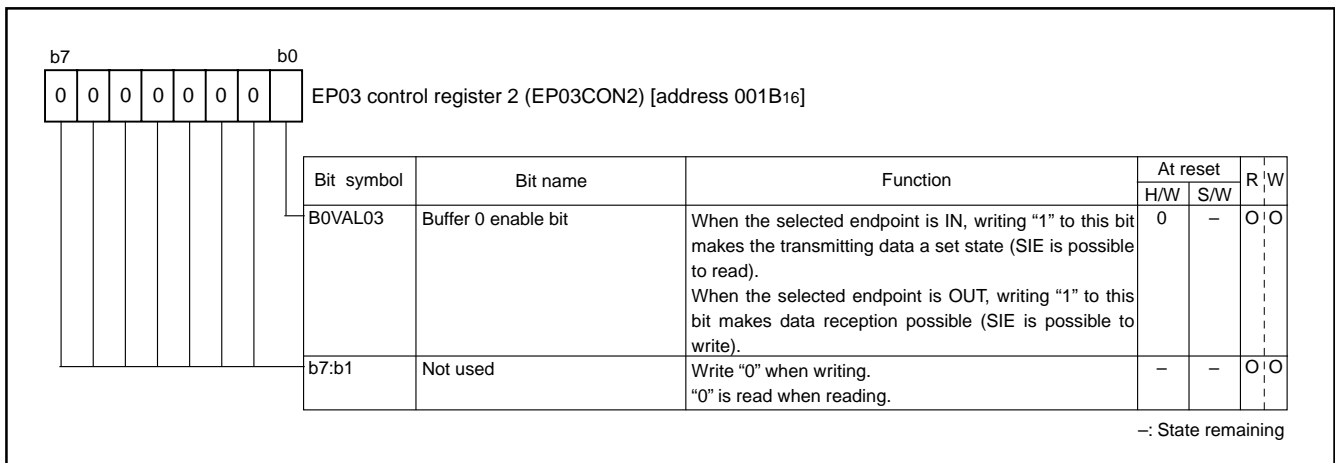 b7 b0
0 0 0 0 0 0 0
EP03 control register 2 (EP03CON2) [address 001B16]
Bit symbol Bit name Function At reset R W
H/W S/W
B0VAL03 Buffer 0 enable bit When the selected endpoint is IN, writing “1” to this bit 0 – O O
makes the transmitting data a set state (SIE is possible
to read).
When the selected endpoint is OUT, writing “1” to this
bit makes data reception possible (SIE is possible to
write).
b7:b1 Not used Write “0” when writing. – – O O
“0” is read when reading.
–: State remaining